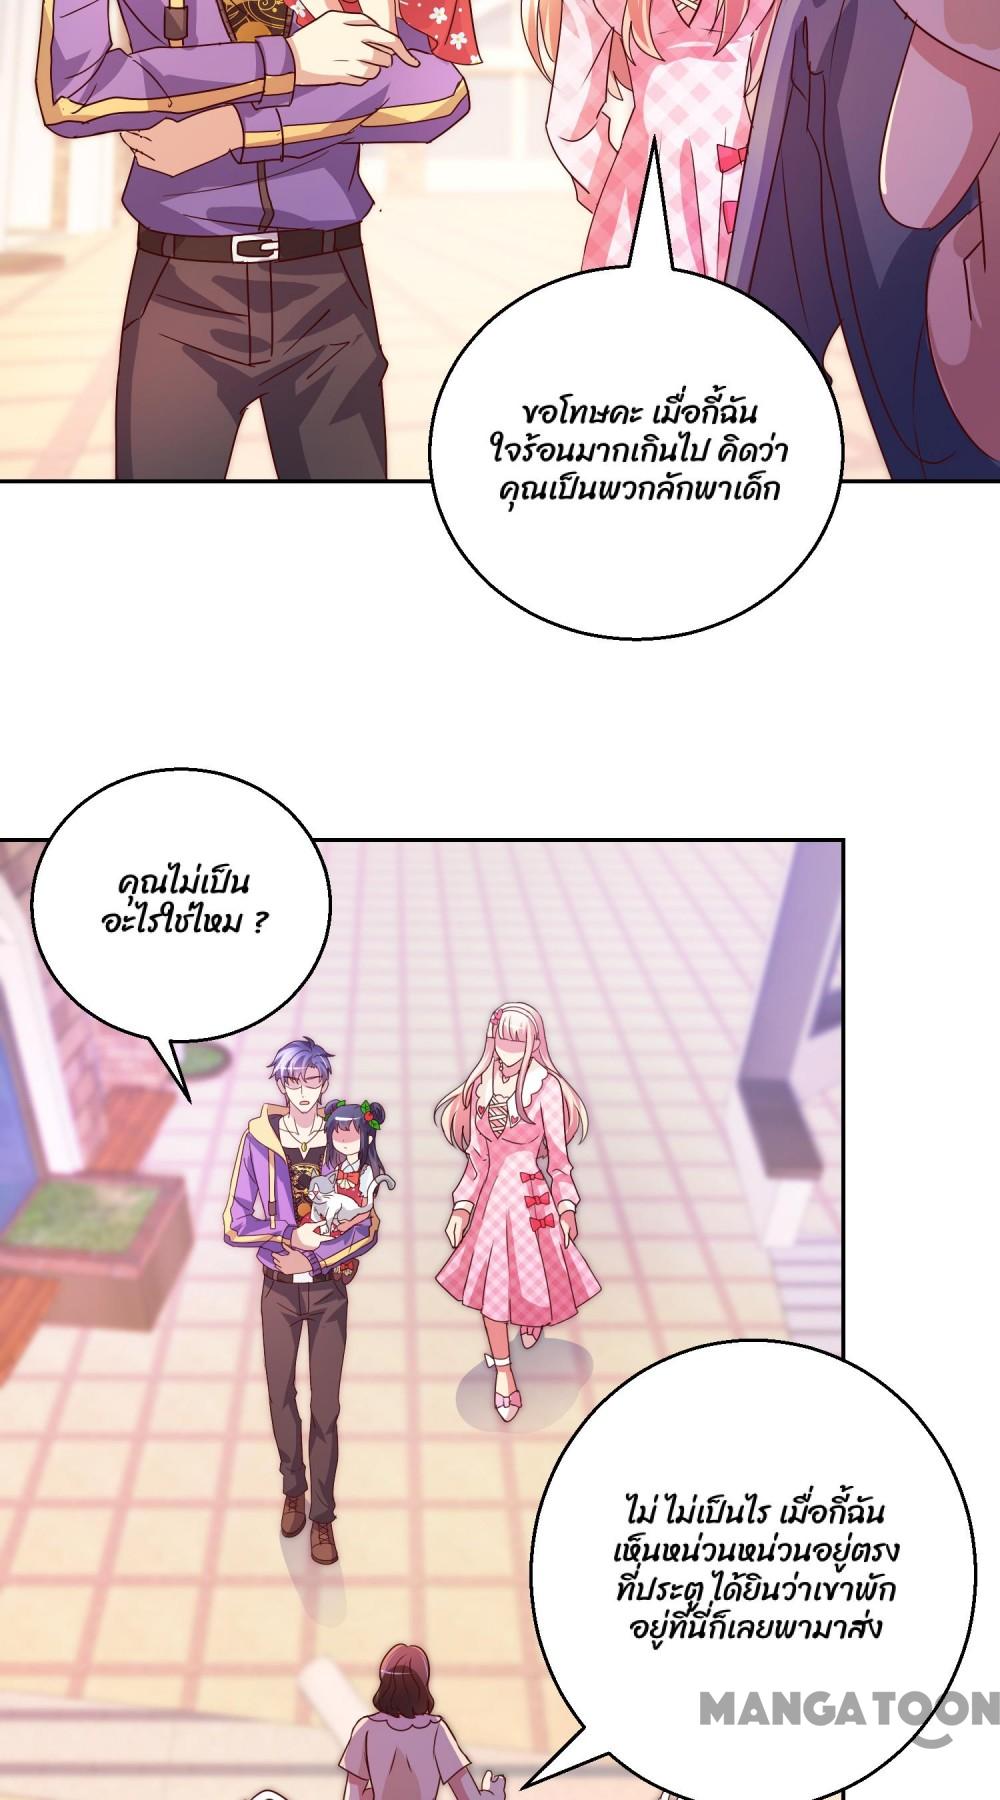 ขอโทษคะ เมื่อกี้ฉัน
ใจร้อนมากเกินไป คิดว่า
คุณเป็นพวกลักพาเด็ก
คุณไม่เป็น
อะไรใช่ไหม ?
ไม่ ไม่เป็นไร เมื่อกี้ฉัน
เห็นหน่วนหน่วนอยู่ตรง
ที่ประตู ได้ยินว่าเขาพัก
อยู่ที่นี่ก็เลยพามาส่ง
MANGATOON